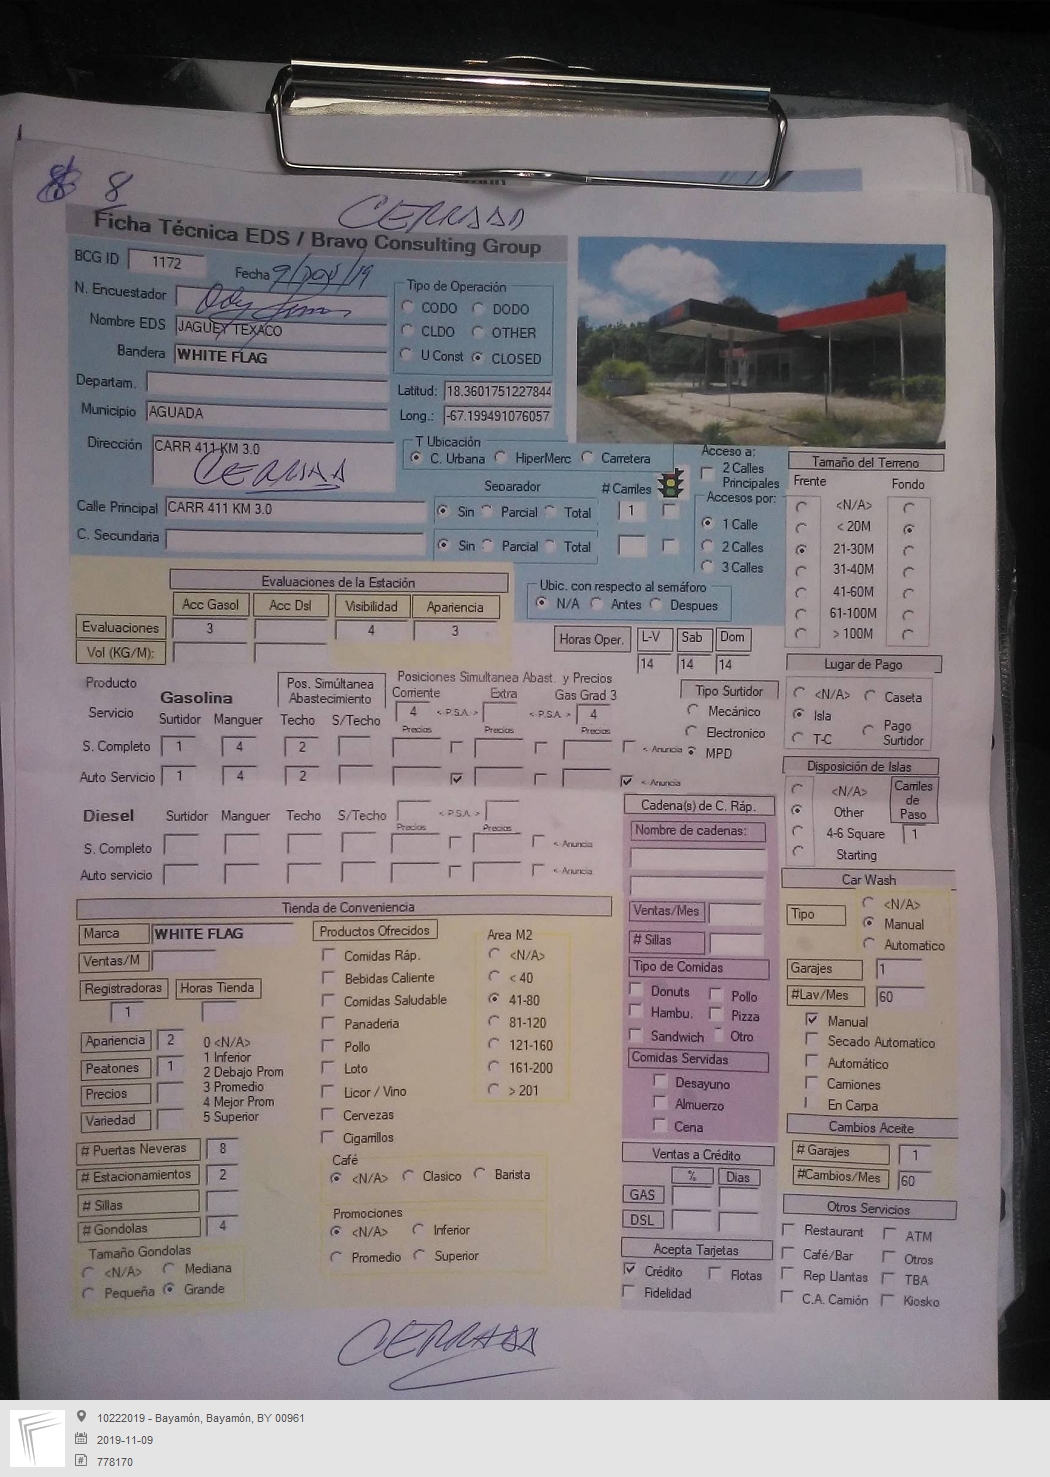 8 8
CERRADO
Ficha Técnica EDS / Bravo Consulting Group
BCG ID 1172
Fecha 9/nov/19
N. Encuestador
Nombre EDS JAGUEY TEXACO
Bandera WHITE FLAG
Departam.
Municipio AGUADA
Dirección CARR 411 KM 3.0
CERRADA
Calle Principal CARR 411 KM 3.0
C. Secundaria
Tipo de Operación
CODO DODO
CLDO OTHER
U Const CLOSED
Latitud: 18.3601751227844
Long.: -67.199491076057
T Ubicación
C. Urbana HiperMerc Carretera
Separador # Carriles
Sin Parcial Total 1
Sin Parcial Total
Acceso a:
2 Calles
Principales
Accesos por:
1 Calle
2 Calles
3 Calles
Ubic. con respecto al semáforo
N/A Antes Despues
Tamaño del Terreno
Frente Fondo
<N/A>
< 20M
21-30M
31-40M
41-60M
61-100M
> 100M
Evaluaciones de la Estación
Acc Gasol Acc Dsl Visibilidad Apariencia
Evaluaciones 3 4 3
Vol (KG/M):
Horas Oper. L-V Sab Dom
14 14 14
Lugar de Pago
<N/A> Caseta
Isla Pago
T-C Surtidor
Producto
Servicio
Gasolina
Pos. Simúltanea
Abastecimiento
Posiciones Simultanea Abast. y Precios
Corriente Extra Gas Grad 3
4 <-P.S.A.-> <-P.S.A.-> 4
Surtidor Manguer Techo S/Techo Precios Precios Precios
S. Completo 1 4 2 <- Anuncia
Auto Servicio 1 4 2 <- Anuncia
Tipo Surtidor
Mecánico
Electronico
MPD
Disposición de Islas
<N/A>
Other
4-6 Square
Starting
Carriles
de
Paso
1
Diesel Surtidor Manguer Techo S/Techo <-P.S.A.->
Precios Precios
S. Completo <- Anuncia
Auto servicio <- Anuncia
Cadena(s) de C. Ráp.
Nombre de cadenas:
Ventas/Mes
# Sillas
Tipo de Comidas
Donuts Pollo
Hambu. Pizza
Sandwich Otro
Comidas Servidas
Desayuno
Almuerzo
Cena
Car Wash
Tipo
<N/A>
Manual
Automatico
Garajes 1
#Lav/Mes 60
Manual
Secado Automatico
Automático
Camiones
En Carpa
Cambios Aceite
# Garajes 1
#Cambios/Mes 60
Tienda de Conveniencia
Marca WHITE FLAG
Ventas/M
Registradoras Horas Tienda
1
Apariencia 2
Peatones 1
Precios
Variedad
0 <N/A>
1 Inferior
2 Debajo Prom
3 Promedio
4 Mejor Prom
5 Superior
# Puertas Neveras 8
# Estacionamientos 2
# Sillas
# Gondolas 4
Tamaño Gondolas
<N/A> Mediana
Pequeña Grande
Productos Ofrecidos
Comidas Ráp.
Bebidas Caliente
Comidas Saludable
Panaderia
Pollo
Loto
Licor / Vino
Cervezas
Cigarrillos
Area M2
<N/A>
< 40
41-80
81-120
121-160
161-200
> 201
Café
<N/A> Clasico Barista
Promociones
<N/A> Inferior
Promedio Superior
Ventas a Crédito
% Dias
GAS
DSL
Acepta Tarjetas
Crédito Flotas
Fidelidad
Otros Servicios
Restaurant ATM
Café/Bar Otros
Rep Llantas TBA
C.A. Camión Kiosko
CERRADA
10222019 - Bayamón, Bayamón, BY 00961
2019-11-09
778170